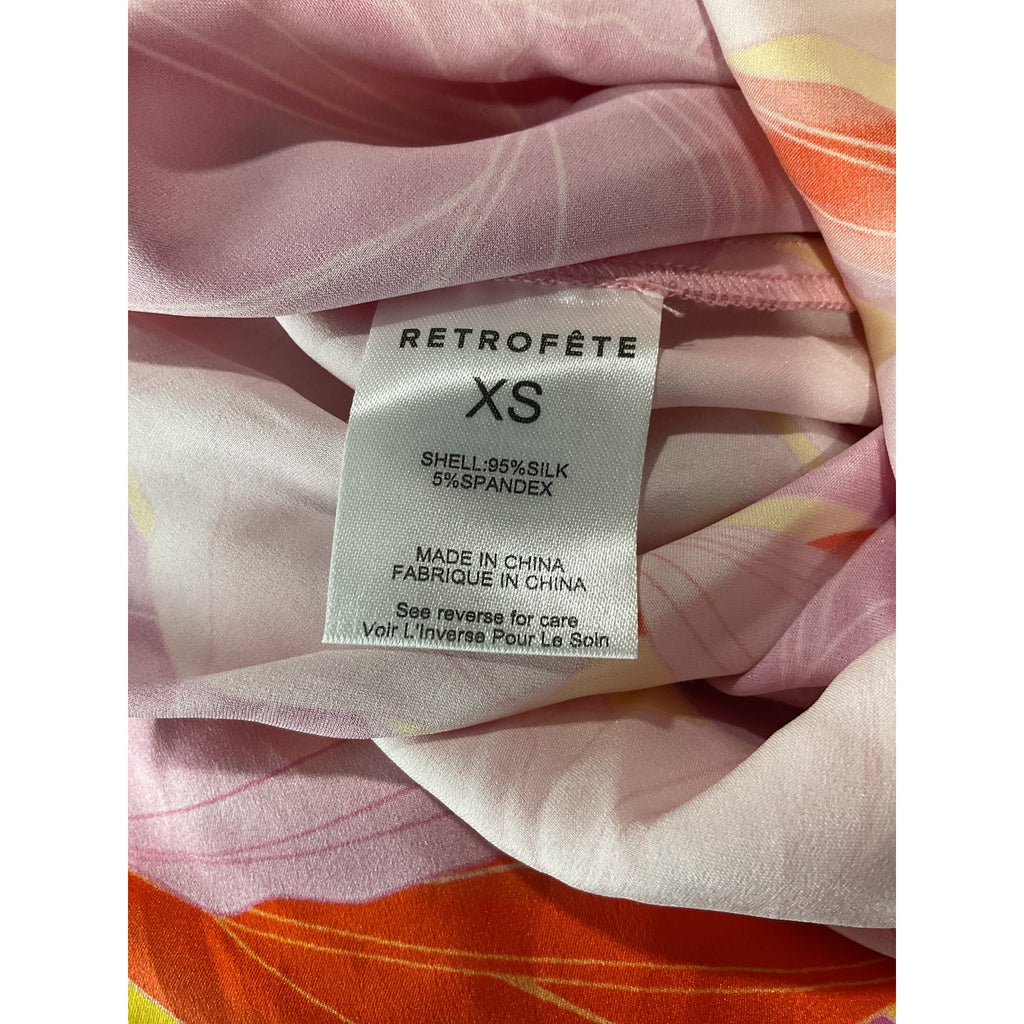 RETROFÊTE
XS
SHELL:95%SILK
5%SPANDEX
MADE IN CHINA
FABRIQUE IN CHINA
See reverse for care
Voir L'Inverse Pour Le Soin